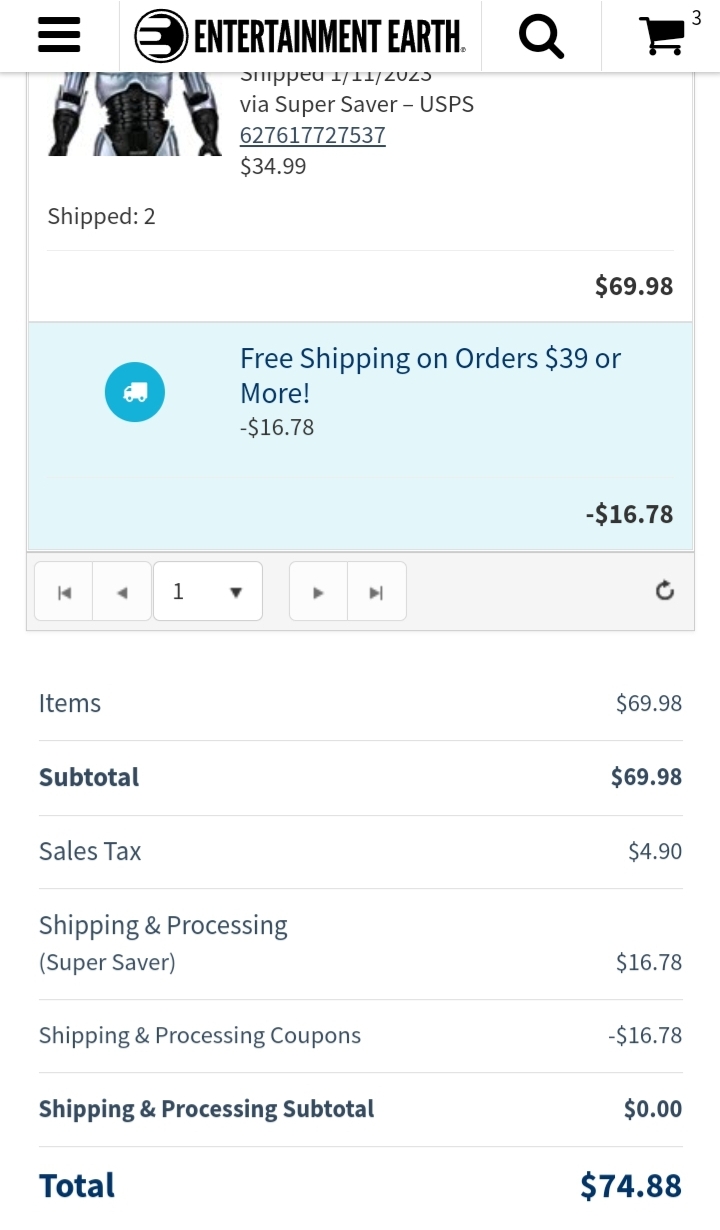 ENTERTAINMENT EARTH
3
Shipped 1/11/2023
via Super Saver – USPS
627617727537
$34.99
Shipped: 2
$69.98
Free Shipping on Orders $39 or
More!
-$16.78
-$16.78
1
Items $69.98
Subtotal $69.98
Sales Tax $4.90
Shipping & Processing
(Super Saver) $16.78
Shipping & Processing Coupons -$16.78
Shipping & Processing Subtotal $0.00
Total $74.88